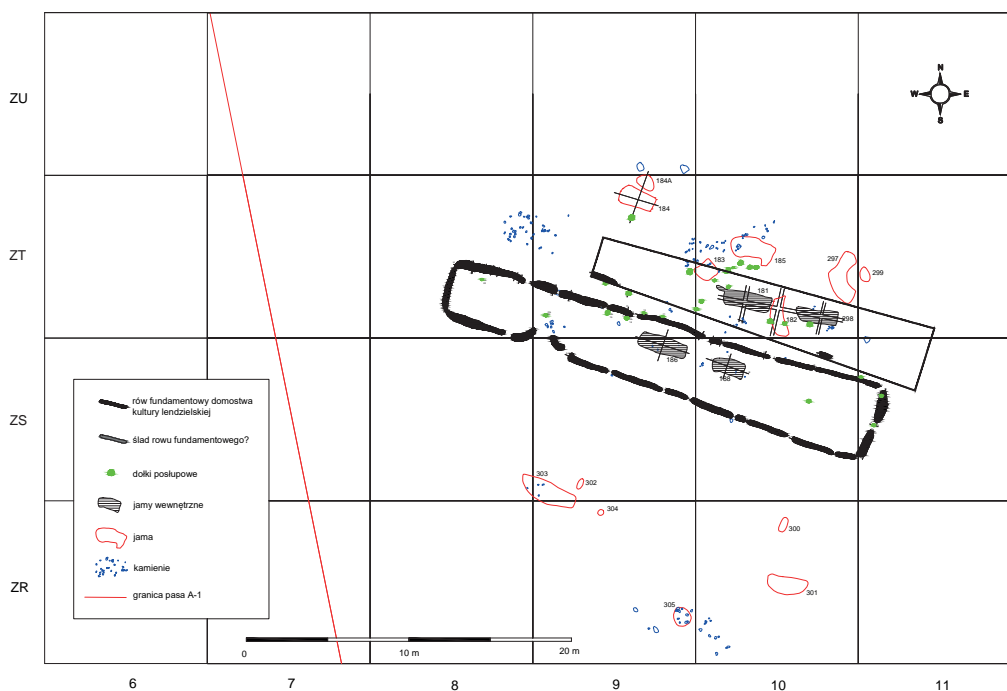 N
W E
S
ZU
ZT
ZS
ZR
184A
184
183
185
297
299
181
182
298
186
188
303
302
304
300
301
305
rów fundamentowy domostwa
kultury lendzielskiej
ślad rowu fundamentowego?
dołki posłupowe
jamy wewnętrzne
jama
kamienie
granica pasa A-1
0 10 m 20 m
6 7 8 9 10 11